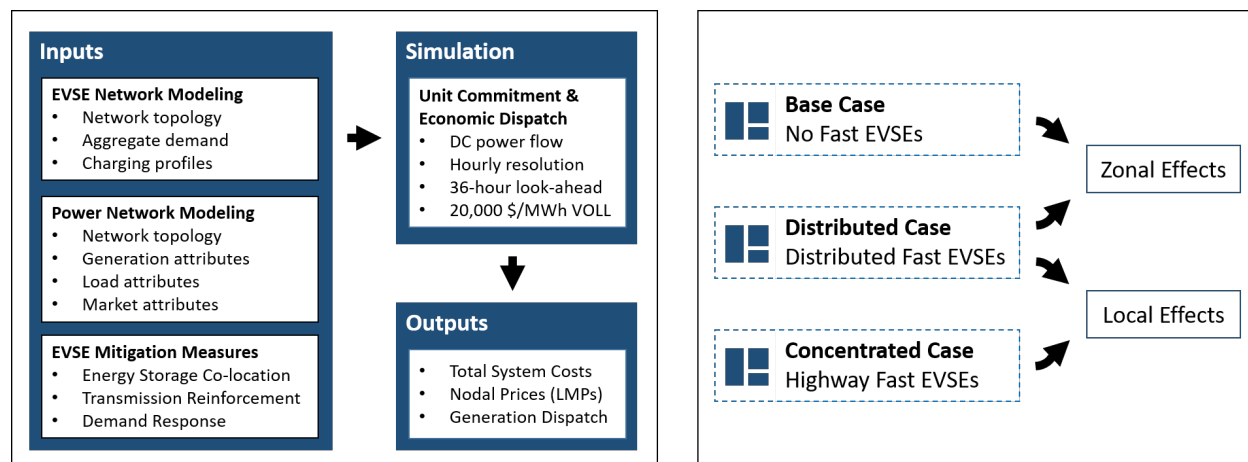 Inputs
EVSE Network Modeling
• Network topology
• Aggregate demand
• Charging profiles
Power Network Modeling
• Network topology
• Generation attributes
• Load attributes
• Market attributes
EVSE Mitigation Measures
• Energy Storage Co-location
• Transmission Reinforcement
• Demand Response
Simulation
Unit Commitment &
Economic Dispatch
• DC power flow
• Hourly resolution
• 36-hour look-ahead
• 20,000 $/MWh VOLL
Outputs
• Total System Costs
• Nodal Prices (LMPs)
• Generation Dispatch
Base Case
No Fast EVSEs
Distributed Case
Distributed Fast EVSEs
Concentrated Case
Highway Fast EVSEs
Zonal Effects
Local Effects